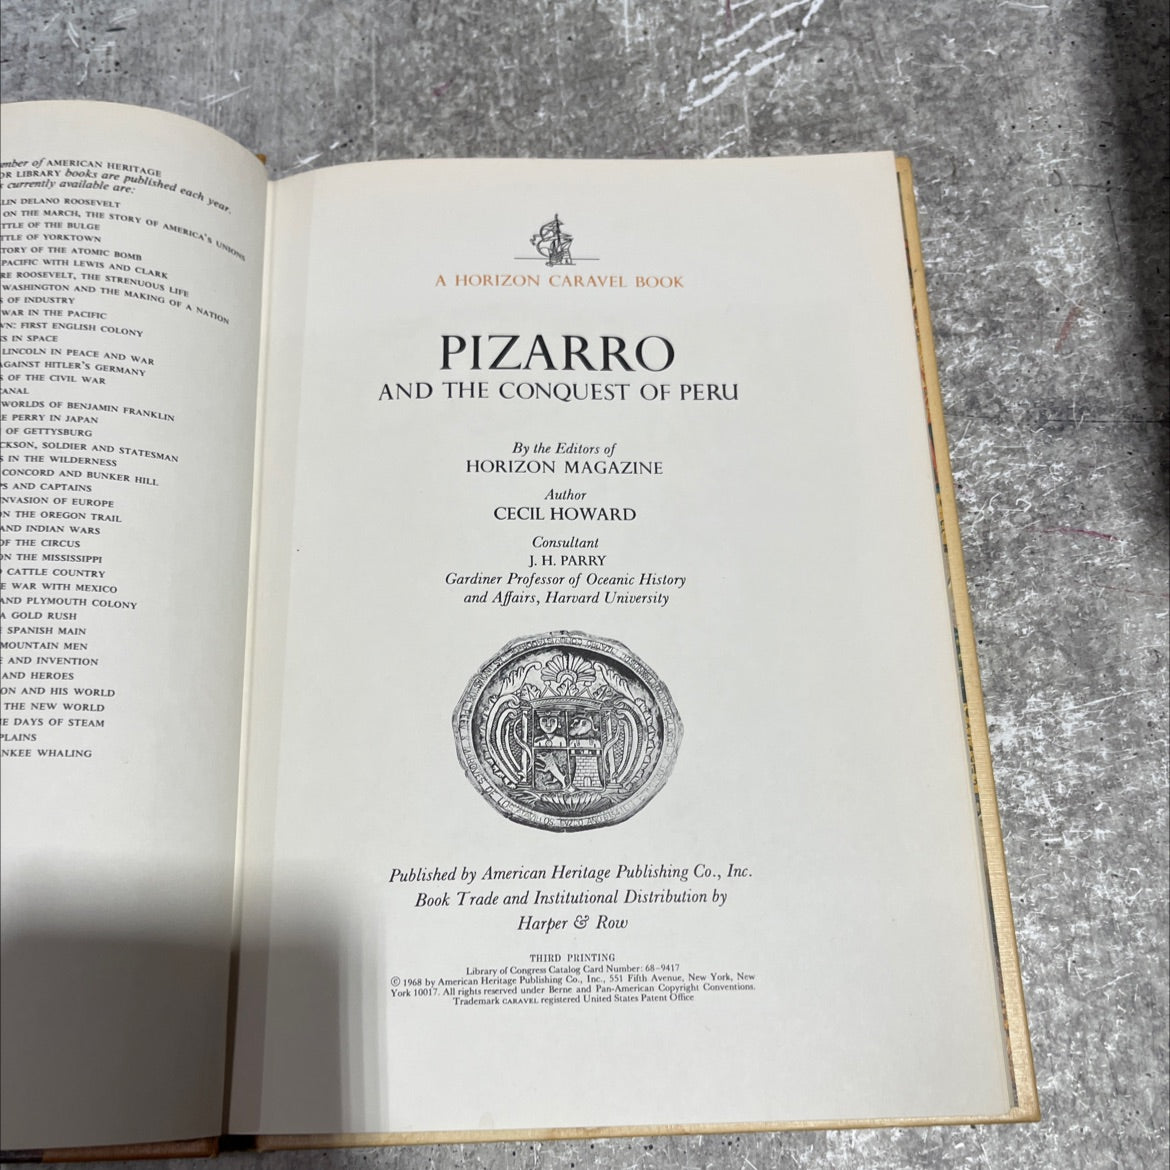 mber of AMERICAN HERITAGE
OR LIBRARY books are published each year.
s currently available are:
LIN DELANO ROOSEVELT
ON THE MARCH, THE STORY OF AMERICA'S UNIONS
TTLE OF THE BULGE
TTLE OF YORKTOWN
TORY OF THE ATOMIC BOMB
PACIFIC WITH LEWIS AND CLARK
RE ROOSEVELT, THE STRENUOUS LIFE
WASHINGTON AND THE MAKING OF A NATION
S OF INDUSTRY
WAR IN THE PACIFIC
WN: FIRST ENGLISH COLONY
S IN SPACE
LINCOLN IN PEACE AND WAR
AGAINST HITLER'S GERMANY
S OF THE CIVIL WAR
CANAL
WORLDS OF BENJAMIN FRANKLIN
E PERRY IN JAPAN
OF GETTYSBURG
CKSON, SOLDIER AND STATESMAN
S IN THE WILDERNESS
CONCORD AND BUNKER HILL
PS AND CAPTAINS
NVASION OF EUROPE
ON THE OREGON TRAIL
AND INDIAN WARS
OF THE CIRCUS
ON THE MISSISSIPPI
CATTLE COUNTRY
E WAR WITH MEXICO
AND PLYMOUTH COLONY
A GOLD RUSH
SPANISH MAIN
MOUNTAIN MEN
E AND INVENTION
AND HEROES
ON AND HIS WORLD
THE NEW WORLD
E DAYS OF STEAM
PLAINS
NKEE WHALING
A HORIZON CARAVEL BOOK
PIZARRO
AND THE CONQUEST OF PERU
By the Editors of
HORIZON MAGAZINE
Author
CECIL HOWARD
Consultant
J. H. PARRY
Gardiner Professor of Oceanic History
and Affairs, Harvard University
Published by American Heritage Publishing Co., Inc.
Book Trade and Institutional Distribution by
Harper & Row
THIRD PRINTING
Library of Congress Catalog Card Number: 68-9417
© 1968 by American Heritage Publishing Co., Inc., 551 Fifth Avenue, New York, New
York 10017. All rights reserved under Berne and Pan-American Copyright Conventions.
Trademark CARAVEL registered United States Patent Office